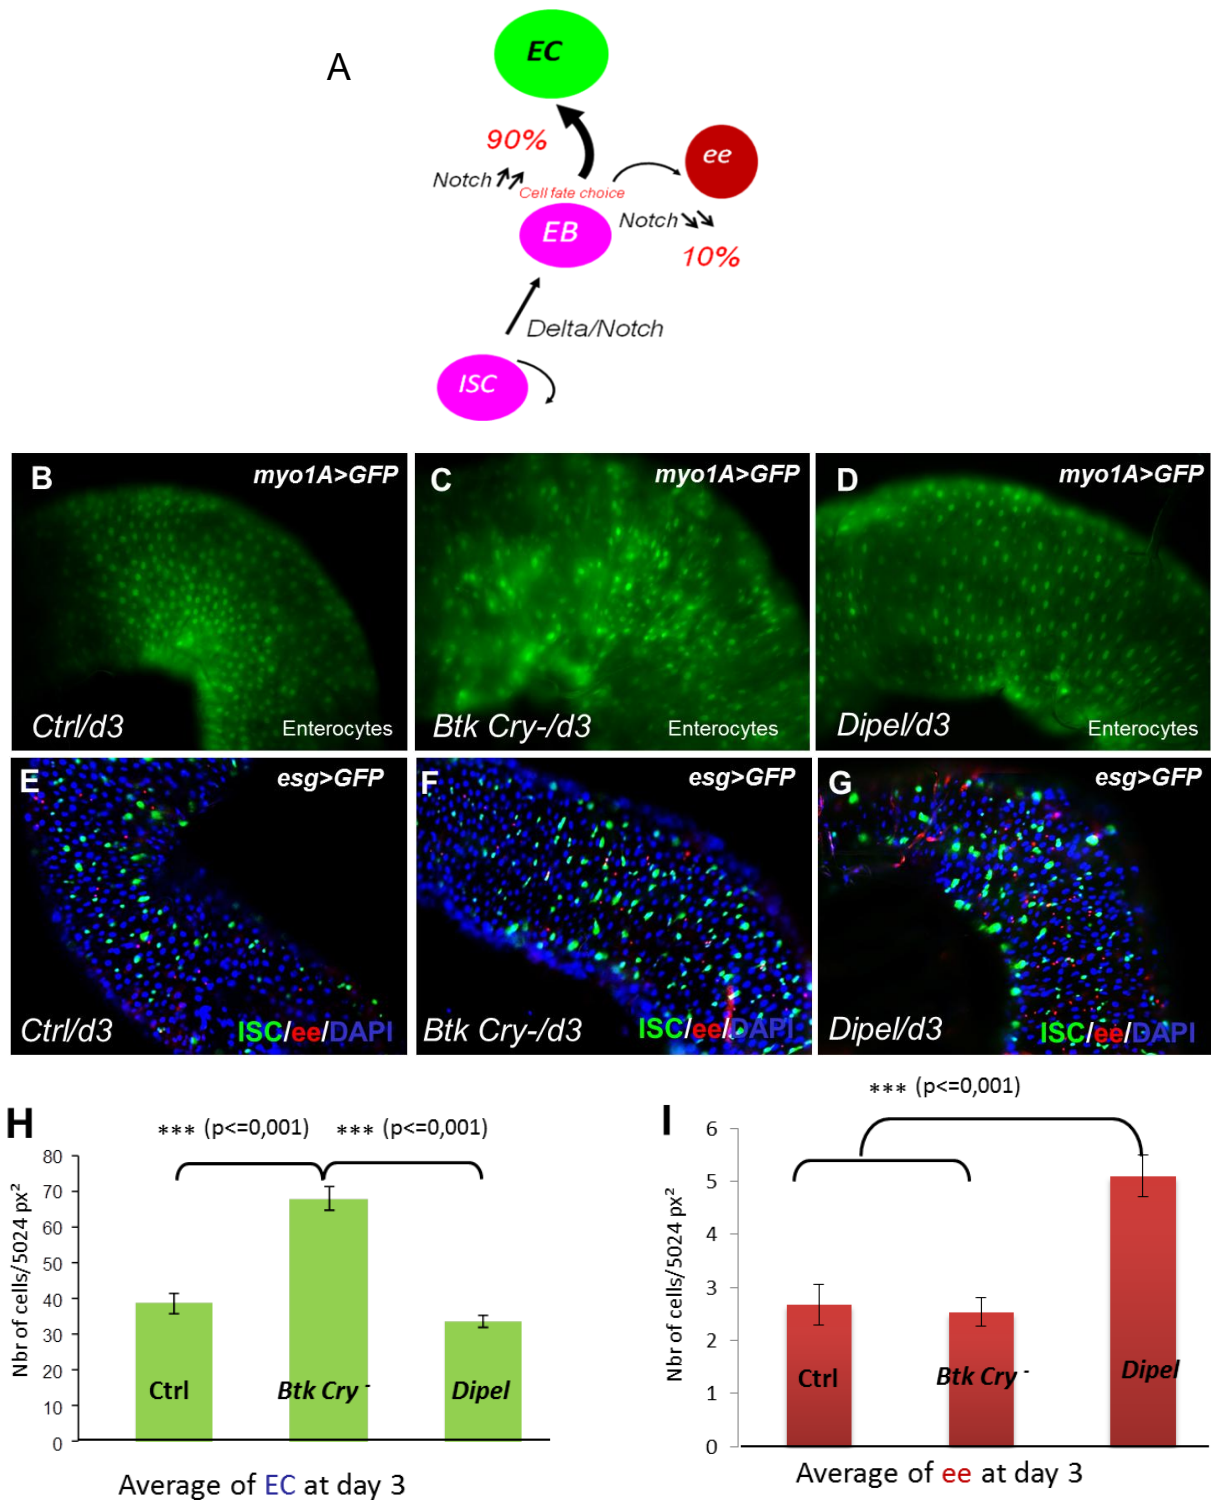 A
EC
90%
ee
Notch
Cell fate choice
Notch
EB
10%
Delta/Notch
ISC
B
myo1A>GFP
Ctrl/d3
Enterocytes
C
myo1A>GFP
Btk Cry-/d3
Enterocytes
D
myo1A>GFP
Dipel/d3
Enterocytes
E
esg>GFP
Ctrl/d3
ISC/ee/DAPI
F
esg>GFP
Btk Cry-/d3
ISC/ee/DAPI
G
esg>GFP
Dipel/d3
ISC/ee/DAPI
H
*** (p<=0,001)
*** (p<=0,001)
Nbr of cells/5024 px²
80
70
60
50
40
30
20
10
0
Ctrl
Btk Cry -
Dipel
Average of EC at day 3
I
*** (p<=0,001)
Nbr of cells/5024 px²
6
5
4
3
2
1
0
Ctrl
Btk Cry -
Dipel
Average of ee at day 3